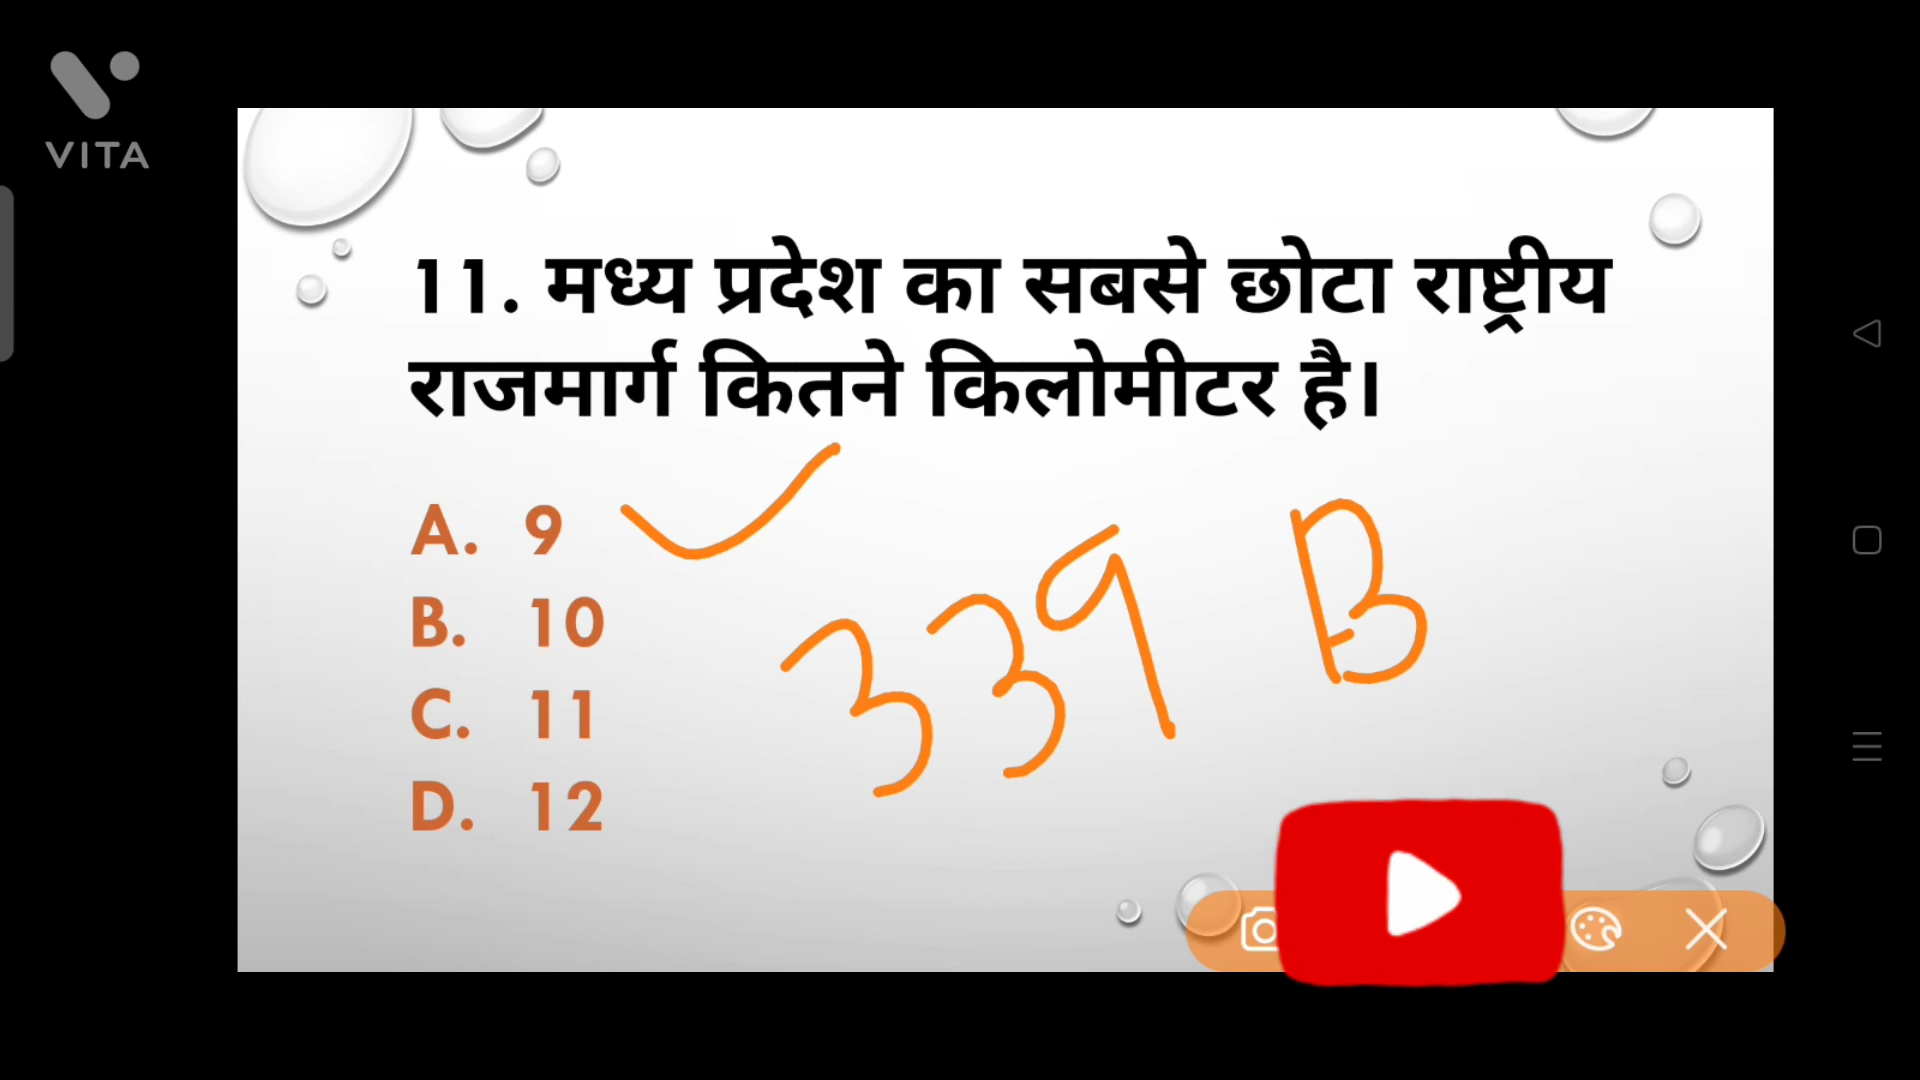 VITA
11. मध्य प्रदेश का सबसे छोटा राष्ट्रीय
राजमार्ग कितने किलोमीटर है।
A. 9
B. 10
C. 11
D. 12
339 B